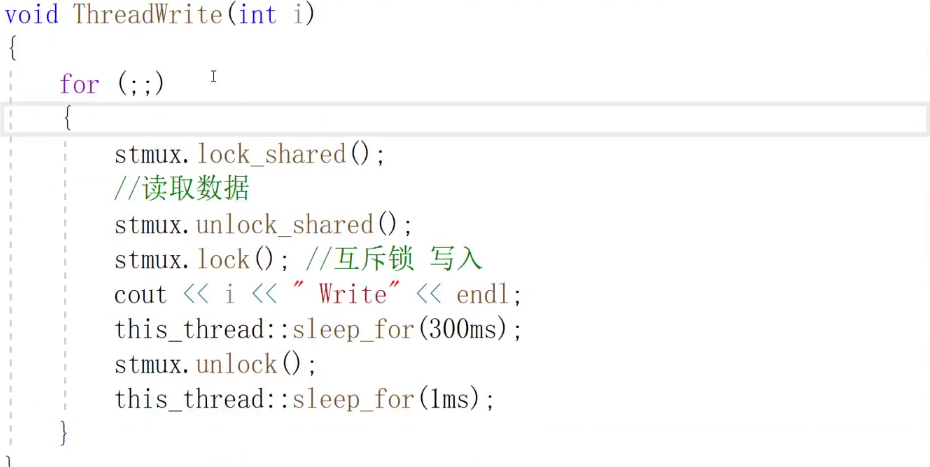 void ThreadWrite(int i)
{
for (;;)
{
stmux.lock_shared();
//读取数据
stmux.unlock_shared();
stmux.lock(); //互斥锁 写入
cout << i << " Write" << endl;
this_thread::sleep_for(300ms);
stmux.unlock();
this_thread::sleep_for(1ms);
}
}